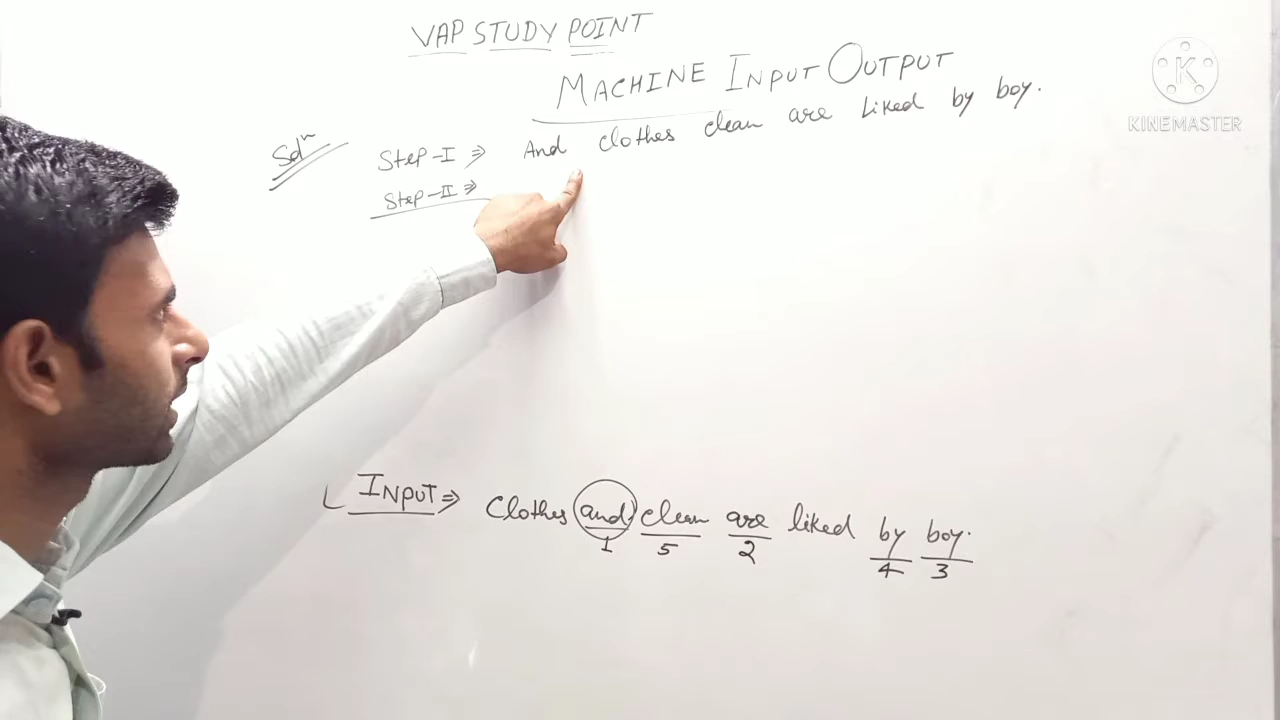 VAP STUDY POINT
MACHINE INPUT OUTPUT
Solⁿ
Step-I ⇒ And clothes clean are liked by boy.
Step-II ⇒
INPUT ⇒ Clothes and clean are liked by boy.
1 5 2 4 3
K
KINEMASTER